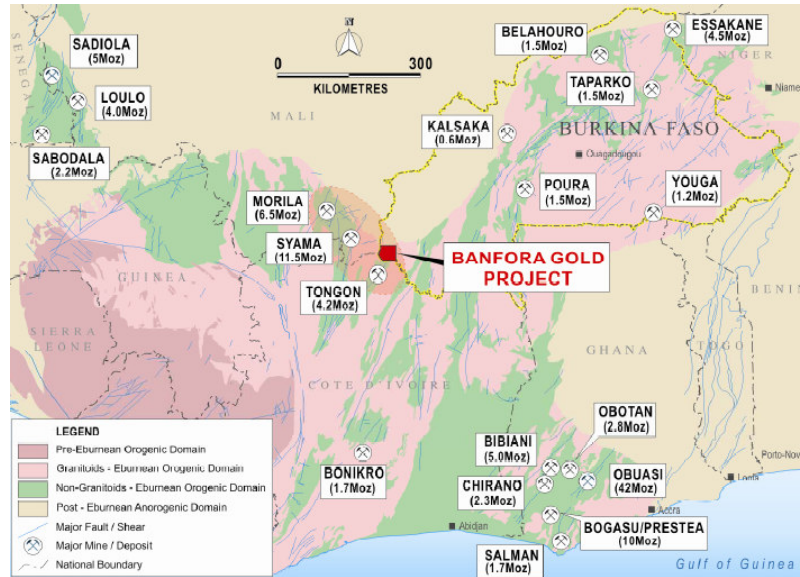 SADIOLA
(5Moz)
LOULO
(4.0Moz)
SABODALA
(2.2Moz)
SENEGAL
0 300
KILOMETRES
MALI
BELAHOURO
(1.5Moz)
ESSAKANE
(4.5Moz)
NIGER
TAPARKO
(1.5Moz)
Niame
KALSAKA
(0.6Moz)
BURKINA FASO
Ouagadougou
POURA
(1.5Moz)
YOUGA
(1.2Moz)
MORILA
(6.5Moz)
SYAMA
(11.5Moz)
TONGON
(4.2Moz)
BANFORA GOLD
PROJECT
GUINEA
SIERRA
LEONE
COTE D'IVOIRE
GHANA
TOGO
BENIN
LEGEND
Pre-Eburnean Orogenic Domain
Granitoids - Eburnean Orogenic Domain
Non-Granitoids - Eburnean Orogenic Domain
Post - Eburnean Anorogenic Domain
Major Fault / Shear
Major Mine / Deposit
National Boundary
BONIKRO
(1.7Moz)
OBOTAN
(2.8Moz)
BIBIANI
(5.0Moz)
CHIRANO
(2.3Moz)
OBUASI
(42Moz)
BOGASU/PRESTEA
(10Moz)
SALMAN
(1.7Moz)
Abidjan
Accra
Porto-Nov
Gulf of Guinea